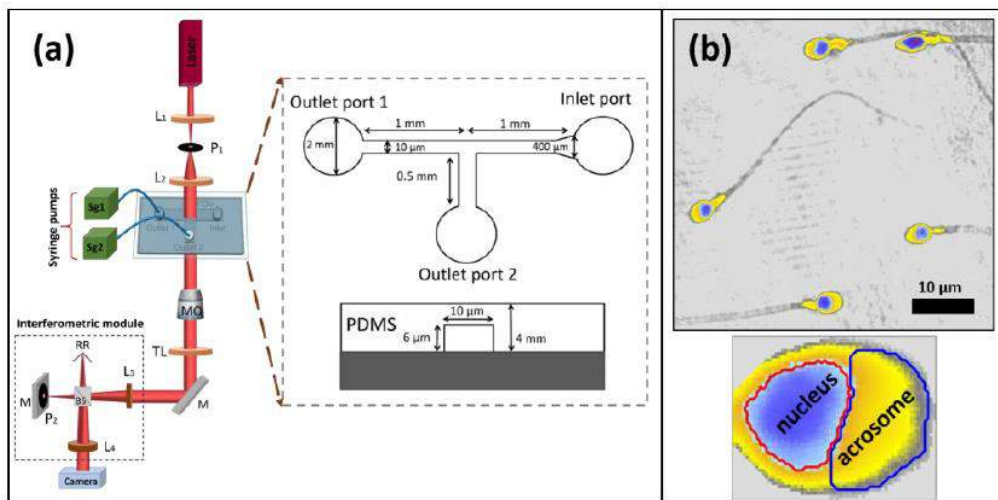 (a)
Laser
L1
P1
L2
Syringe pumps
Sg1
Sg2
Outlet 2
Inlet
MO
Interferometric module
TL
RR
L3
M
BS
P2
M
L4
Camera
Outlet port 1
Inlet port
1 mm
1 mm
2 mm
10 μm
400 μm
0.5 mm
Outlet port 2
10 μm
PDMS
6 μm
4 mm
(b)
10 μm
nucleus
acrosome